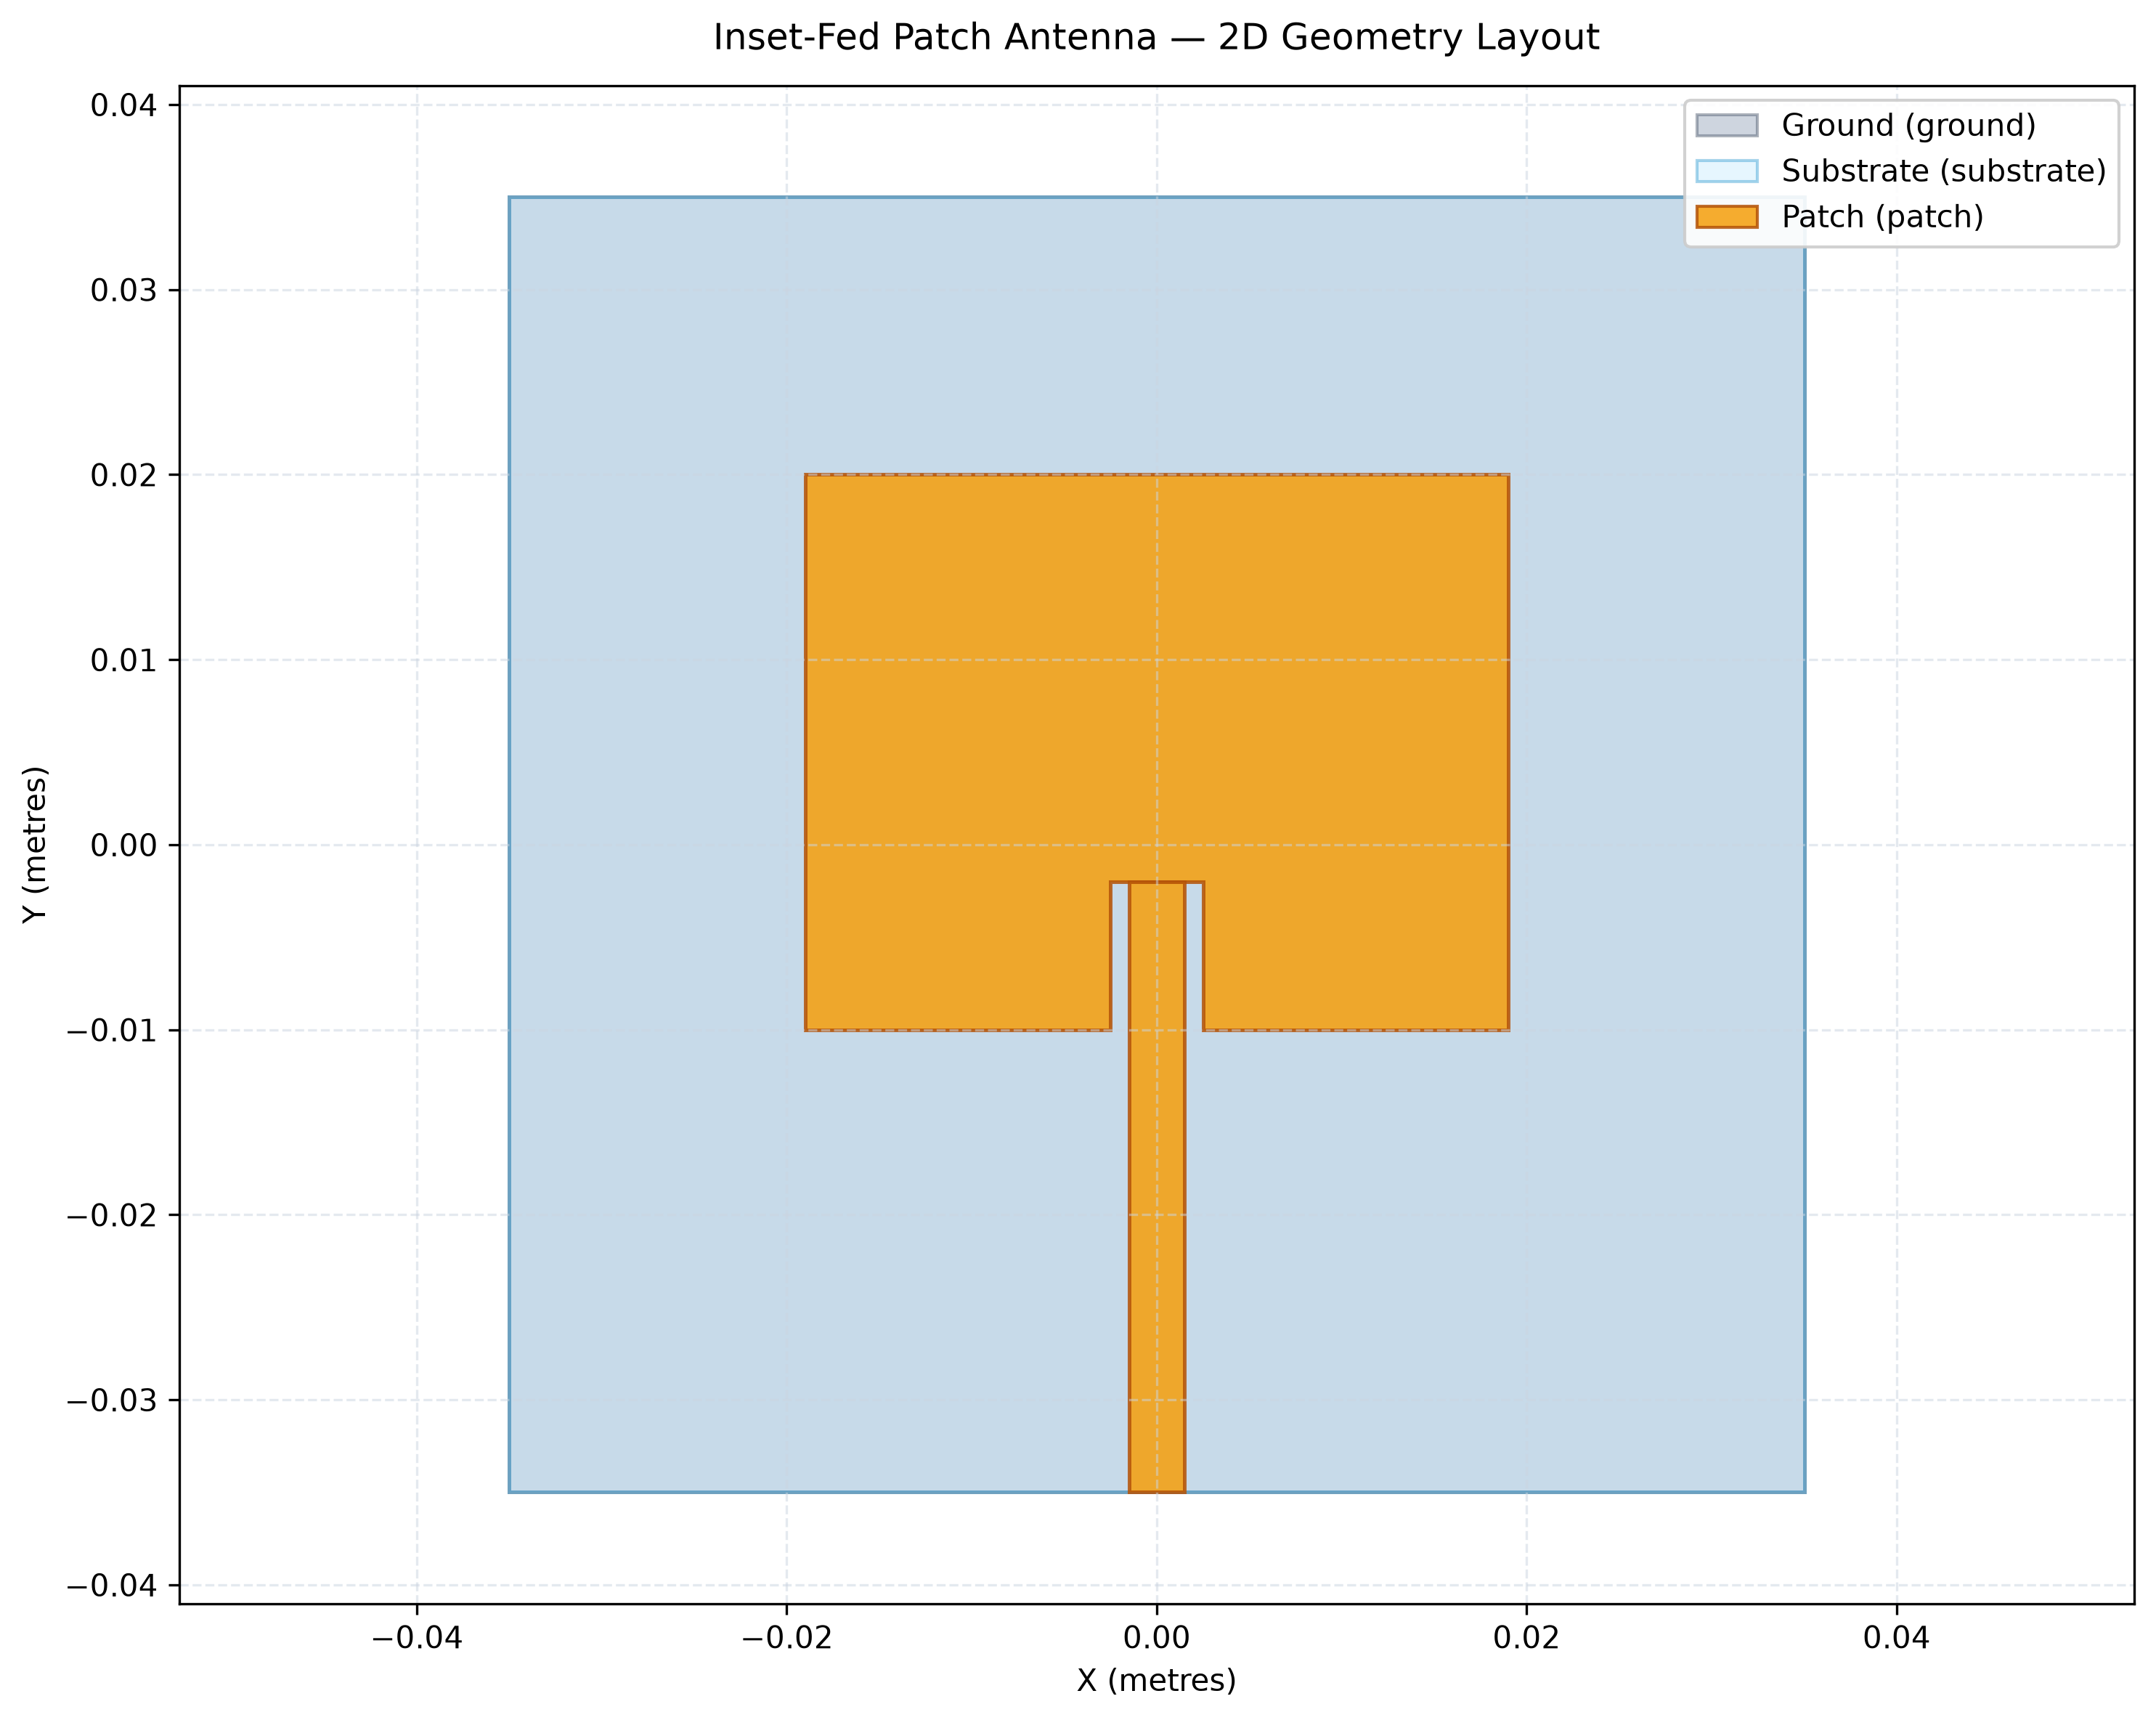 Inset-Fed Patch Antenna — 2D Geometry Layout
Ground (ground)
Substrate (substrate)
Patch (patch)
0.04
0.03
0.02
0.01
0.00
−0.01
−0.02
−0.03
−0.04
Y (metres)
−0.04 −0.02 0.00 0.02 0.04
X (metres)